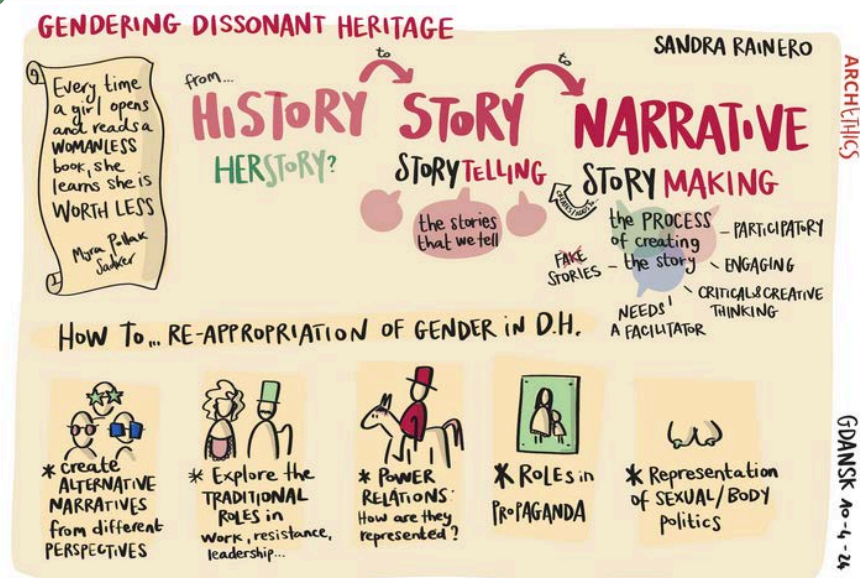 GENDERING DISSONANT HERITAGE
SANDRA RAINERO
ARCHETHICS
Every time
a girl opens
and reads a
WOMANLESS
book, she
learns she is
WORTH LESS
Myra Pollak
Sadker
from...
to
to
HISTORY STORY NARRATIVE
HERSTORY?
STORYTELLING
STORY MAKING
the stories
that we tell
the PROCESS
of creating
the story
FAKE
STORIES
PARTICIPATORY
ENGAGING
CRITICAL & CREATIVE
THINKING
NEEDS
A FACILITATOR
HOW TO... RE-APPROPRIATION OF GENDER IN D.H.
* create
ALTERNATIVE
NARRATIVES
from different
PERSPECTIVES
* Explore the
TRADITIONAL
ROLES in
work, resistance,
leadership...
* POWER
RELATIONS:
How are they
represented?
* ROLES in
PROPAGANDA
* Representation
of SEXUAL/BODY
politics
GDANSK 10-4-24